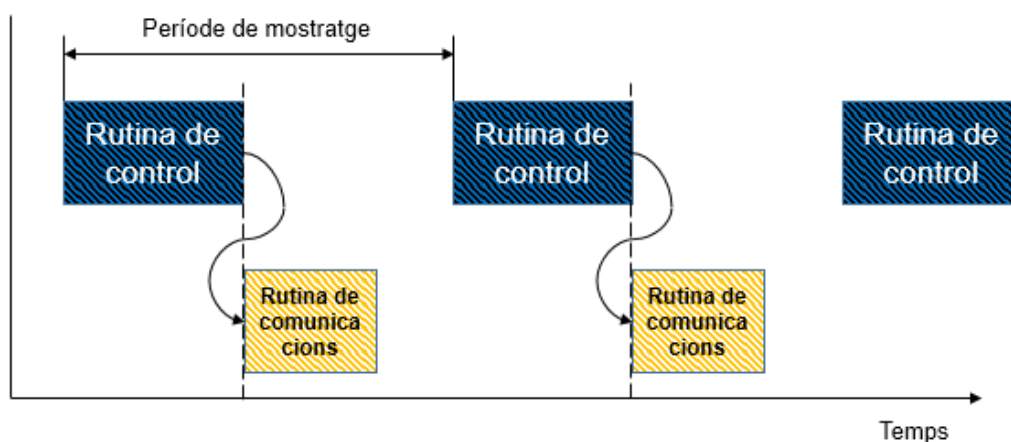 Període de mostratge
Rutina de
control
Rutina de
control
Rutina de
control
Rutina de
comunica
cions
Rutina de
comunica
cions
Temps